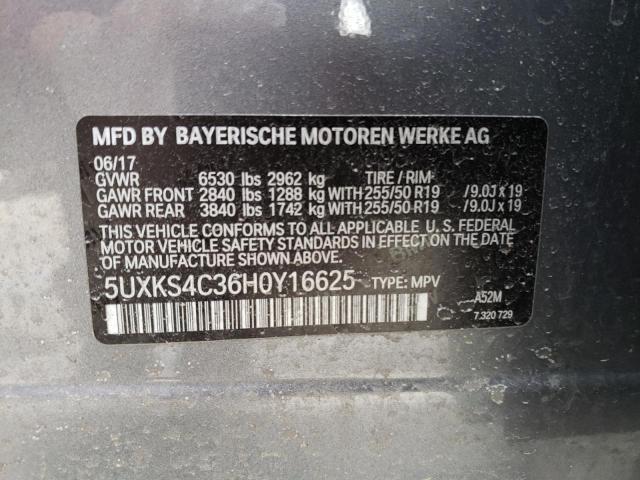 MFD BY BAYERISCHE MOTOREN WERKE AG
06/17
GVWR 6530 lbs 2962 kg TIRE / RIM
GAWR FRONT 2840 lbs 1288 kg WITH 255/50 R19 /9.0J x 19
GAWR REAR 3840 lbs 1742 kg WITH 255/50 R19 /9.0J x 19
THIS VEHICLE CONFORMS TO ALL APPLICABLE U. S. FEDERAL
MOTOR VEHICLE SAFETY STANDARDS IN EFFECT ON THE DATE
OF MANUFACTURE SHOWN ABOVE.
5UXKS4C36H0Y16625 TYPE: MPV
A52M
7.320 729